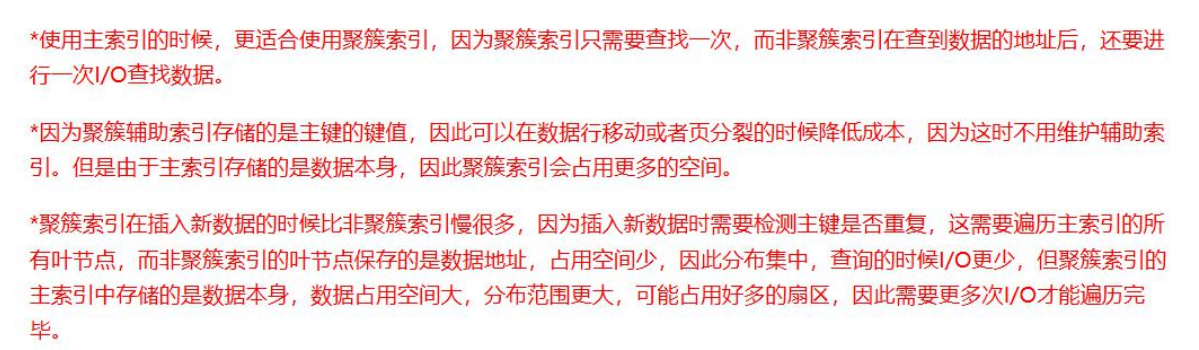 *使用主索引的时候，更适合使用聚簇索引，因为聚簇索引只需要查找一次，而非聚簇索引在查到数据的地址后，还要进
行一次I/O查找数据。
*因为聚簇辅助索引存储的是主键的键值，因此可以在数据行移动或者页分裂的时候降低成本，因为这时不用维护辅助索
引。但是由于主索引存储的是数据本身，因此聚簇索引会占用更多的空间。
*聚簇索引在插入新数据的时候比非聚簇索引慢很多，因为插入新数据时需要检测主键是否重复，这需要遍历主索引的所
有叶节点，而非聚簇索引的叶节点保存的是数据地址，占用空间少，因此分布集中，查询的时候I/O更少，但聚簇索引的
主索引中存储的是数据本身，数据占用空间大，分布范围更大，可能占用好多的扇区，因此需要更多次I/O才能遍历完
毕。